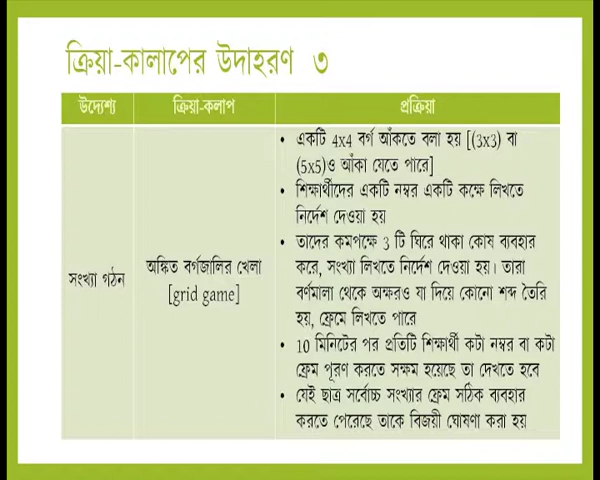 ক্রিয়া-কালাপের উদাহরণ ৩
উদ্যেশ্য ক্রিয়া-কলাপ প্রক্রিয়া
সংখ্যা গঠন
অঙ্কিত বর্গজালির খেলা
[grid game]
• একটি 4x4 বর্গ আঁকতে বলা হয় [(3x3) বা
(5x5)ও আঁকা যেতে পারে]
• শিক্ষার্থীদের একটি নম্বর একটি কক্ষে লিখতে
নির্দেশ দেওয়া হয়
• তাদের কমপক্ষে 3 টি ঘিরে থাকা কোষ ব্যবহার
করে, সংখ্যা লিখতে নির্দেশ দেওয়া হয়। তারা
বর্ণমালা থেকে অক্ষরও যা দিয়ে কোনো শব্দ তৈরি
হয়, ফ্রেমে লিখতে পারে
• 10 মিনিটের পর প্রতিটি শিক্ষার্থী কটা নম্বর বা কটা
ফ্রেম পূরণ করতে সক্ষম হয়েছে তা দেখতে হবে
• যেই ছাত্র সর্বোচ্চ সংখ্যার ফ্রেম সঠিক ব্যবহার
করতে পেরেছে তাকে বিজয়ী ঘোষণা করা হয়